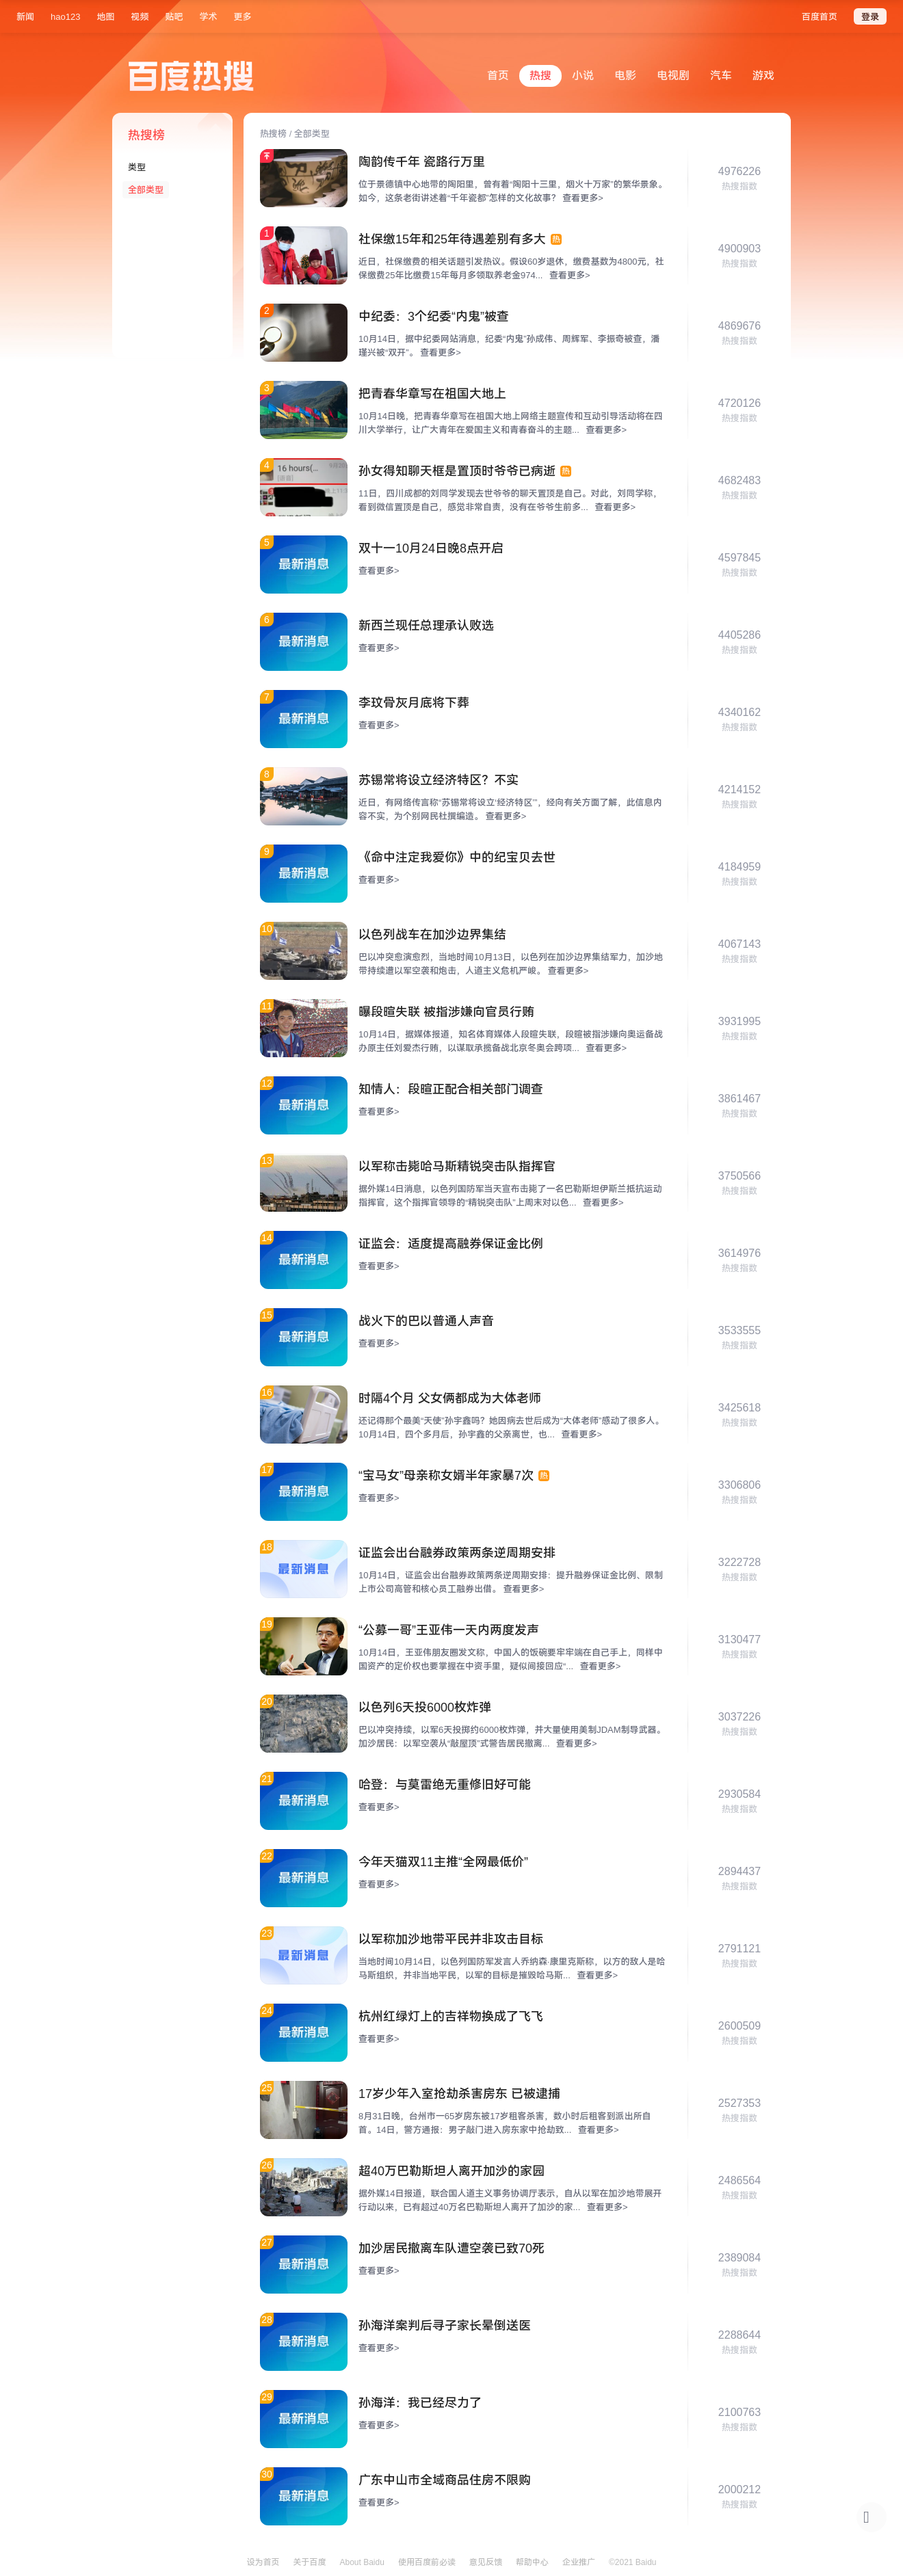 新闻 hao123 地图 视频 贴吧 学术 更多 百度首页 登录
百度热搜
首页 热搜 小说 电影 电视剧 汽车 游戏
热搜榜
类型
全部类型
热搜榜 / 全部类型
陶韵传千年 瓷路行万里
位于景德镇中心地带的陶阳里，曾有着“陶阳十三里，烟火十万家”的繁华景象。
如今，这条老街讲述着“千年瓷都”怎样的文化故事？ 查看更多>
4976226
热搜指数
1
社保缴15年和25年待遇差别有多大 热
近日，社保缴费的相关话题引发热议。假设60岁退休，缴费基数为4800元，社
保缴费25年比缴费15年每月多领取养老金974... 查看更多>
4900903
热搜指数
2
中纪委：3个纪委“内鬼”被查
10月14日，据中纪委网站消息，纪委“内鬼”孙成伟、周辉军、李振奇被查，潘
瑾兴被“双开”。 查看更多>
4869676
热搜指数
3
把青春华章写在祖国大地上
10月14日晚，把青春华章写在祖国大地上网络主题宣传和互动引导活动将在四
川大学举行，让广大青年在爱国主义和青春奋斗的主题... 查看更多>
4720126
热搜指数
4
16 hours(...
孙女得知聊天框是置顶时爷爷已病逝 热
11日，四川成都的刘同学发现去世爷爷的聊天置顶是自己。对此，刘同学称，
看到微信置顶是自己，感觉非常自责，没有在爷爷生前多... 查看更多>
4682483
热搜指数
5
最新消息
双十一10月24日晚8点开启
查看更多>
4597845
热搜指数
6
最新消息
新西兰现任总理承认败选
查看更多>
4405286
热搜指数
7
最新消息
李玟骨灰月底将下葬
查看更多>
4340162
热搜指数
8
苏锡常将设立经济特区？不实
近日，有网络传言称“苏锡常将设立‘经济特区’”，经向有关方面了解，此信息内
容不实，为个别网民杜撰编造。 查看更多>
4214152
热搜指数
9
最新消息
《命中注定我爱你》中的纪宝贝去世
查看更多>
4184959
热搜指数
10
以色列战车在加沙边界集结
巴以冲突愈演愈烈，当地时间10月13日，以色列在加沙边界集结军力，加沙地
带持续遭以军空袭和炮击，人道主义危机严峻。 查看更多>
4067143
热搜指数
11
曝段暄失联 被指涉嫌向官员行贿
10月14日，据媒体报道，知名体育媒体人段暄失联，段暄被指涉嫌向奥运备战
办原主任刘爱杰行贿，以谋取承揽备战北京冬奥会跨项... 查看更多>
3931995
热搜指数
12
最新消息
知情人：段暄正配合相关部门调查
查看更多>
3861467
热搜指数
13
以军称击毙哈马斯精锐突击队指挥官
据外媒14日消息，以色列国防军当天宣布击毙了一名巴勒斯坦伊斯兰抵抗运动
指挥官，这个指挥官领导的“精锐突击队”上周末对以色... 查看更多>
3750566
热搜指数
14
最新消息
证监会：适度提高融券保证金比例
查看更多>
3614976
热搜指数
15
最新消息
战火下的巴以普通人声音
查看更多>
3533555
热搜指数
16
时隔4个月 父女俩都成为大体老师
还记得那个最美“天使”孙宇鑫吗？她因病去世后成为“大体老师”感动了很多人。
10月14日，四个多月后，孙宇鑫的父亲离世，也... 查看更多>
3425618
热搜指数
17
最新消息
“宝马女”母亲称女婿半年家暴7次 热
查看更多>
3306806
热搜指数
18
最新消息
证监会出台融券政策两条逆周期安排
10月14日，证监会出台融券政策两条逆周期安排：提升融券保证金比例、限制
上市公司高管和核心员工融券出借。 查看更多>
3222728
热搜指数
19
“公募一哥”王亚伟一天内两度发声
10月14日，王亚伟朋友圈发文称，中国人的饭碗要牢牢端在自己手上，同样中
国资产的定价权也要掌握在中资手里，疑似间接回应“... 查看更多>
3130477
热搜指数
20
以色列6天投6000枚炸弹
巴以冲突持续，以军6天投掷约6000枚炸弹，并大量使用美制JDAM制导武器。
加沙居民：以军空袭从“敲屋顶”式警告居民撤离... 查看更多>
3037226
热搜指数
21
最新消息
哈登：与莫雷绝无重修旧好可能
查看更多>
2930584
热搜指数
22
最新消息
今年天猫双11主推“全网最低价”
查看更多>
2894437
热搜指数
23
最新消息
以军称加沙地带平民并非攻击目标
当地时间10月14日，以色列国防军发言人乔纳森·康里克斯称，以方的敌人是哈
马斯组织，并非当地平民，以军的目标是摧毁哈马斯... 查看更多>
2791121
热搜指数
24
最新消息
杭州红绿灯上的吉祥物换成了飞飞
查看更多>
2600509
热搜指数
25
17岁少年入室抢劫杀害房东 已被逮捕
8月31日晚，台州市一65岁房东被17岁租客杀害，数小时后租客到派出所自
首。14日，警方通报：男子敲门进入房东家中抢劫致... 查看更多>
2527353
热搜指数
26
超40万巴勒斯坦人离开加沙的家园
据外媒14日报道，联合国人道主义事务协调厅表示，自从以军在加沙地带展开
行动以来，已有超过40万名巴勒斯坦人离开了加沙的家... 查看更多>
2486564
热搜指数
27
最新消息
加沙居民撤离车队遭空袭已致70死
查看更多>
2389084
热搜指数
28
最新消息
孙海洋案判后寻子家长晕倒送医
查看更多>
2288644
热搜指数
29
最新消息
孙海洋：我已经尽力了
查看更多>
2100763
热搜指数
30
最新消息
广东中山市全域商品住房不限购
查看更多>
2000212
热搜指数
设为首页 关于百度 About Baidu 使用百度前必读 意见反馈 帮助中心 企业推广 ©2021 Baidu